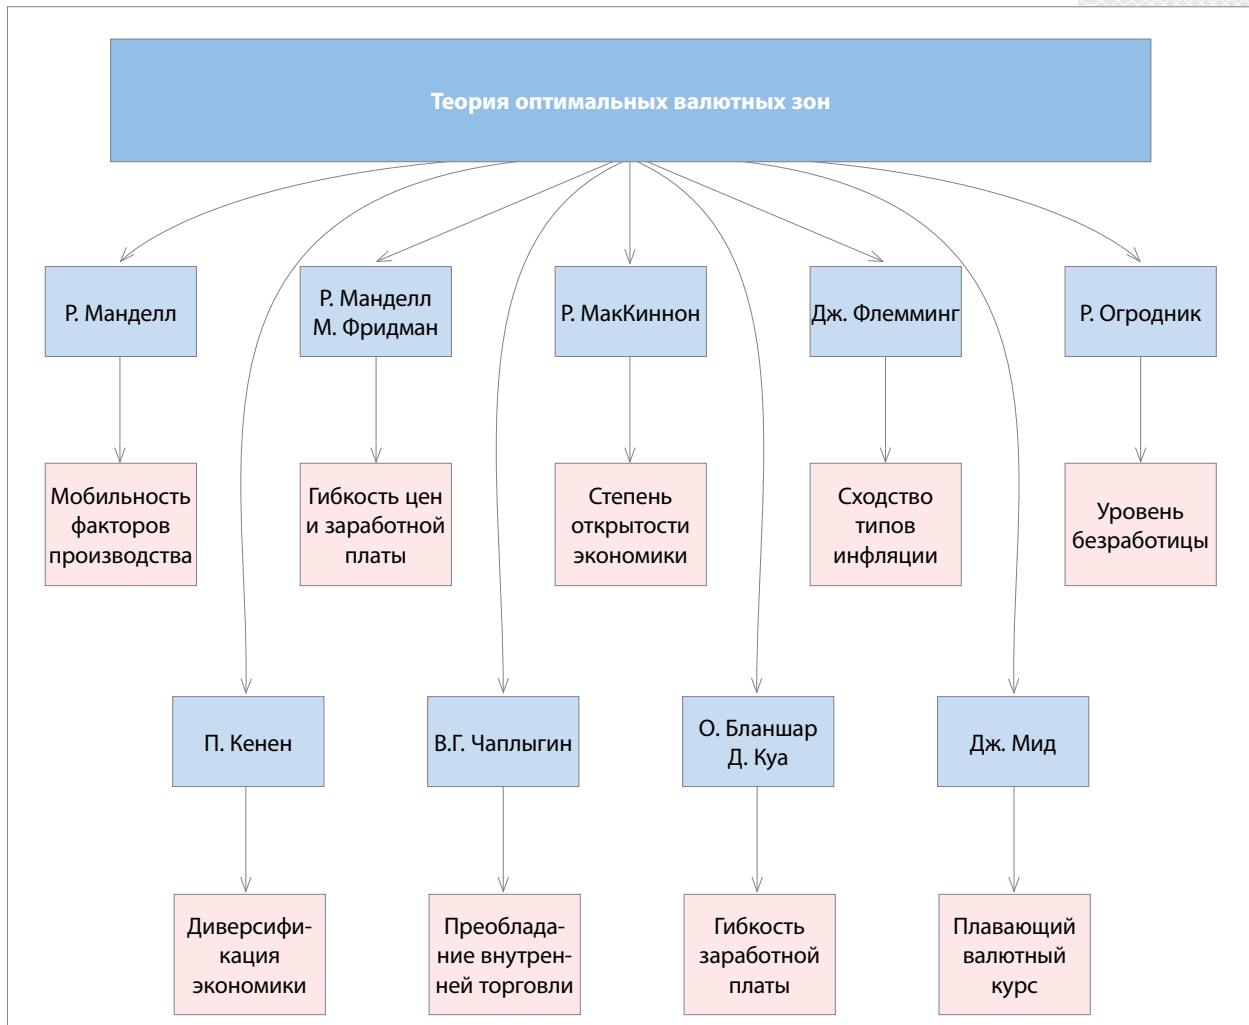 Теория оптимальных валютных зон
Р. Манделл
Р. Манделл
М. Фридман
Р. МакКиннон
Дж. Флемминг
Р. Огродник
Мобильность
факторов
производства
Гибкость цен
и заработной
платы
Степень
открытости
экономики
Сходство
типов
инфляции
Уровень
безработицы
П. Кенен
В.Г. Чаплыгин
О. Бланшар
Д. Куа
Дж. Мид
Диверсифи-
кация
экономики
Преоблада-
ние внутрен-
ней торговли
Гибкость
заработной
платы
Плавающий
валютный
курс